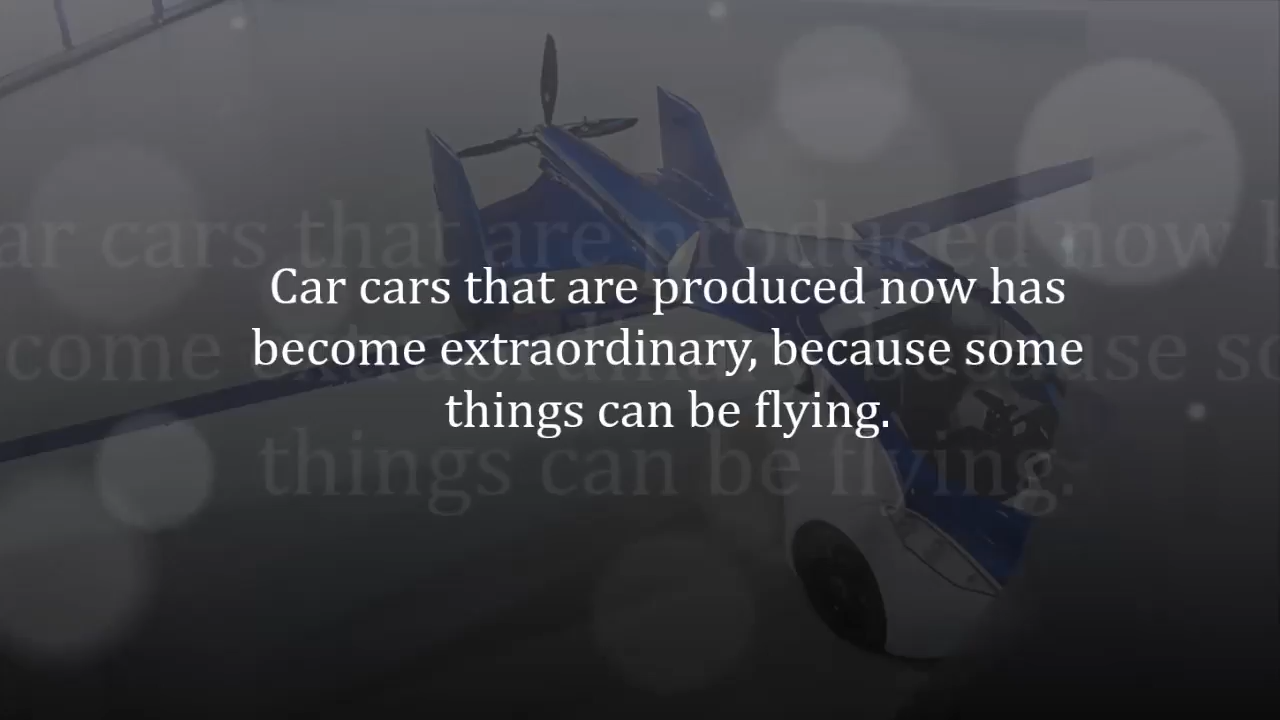 Car cars that are produced now has
become extraordinary, because some
things can be flying.